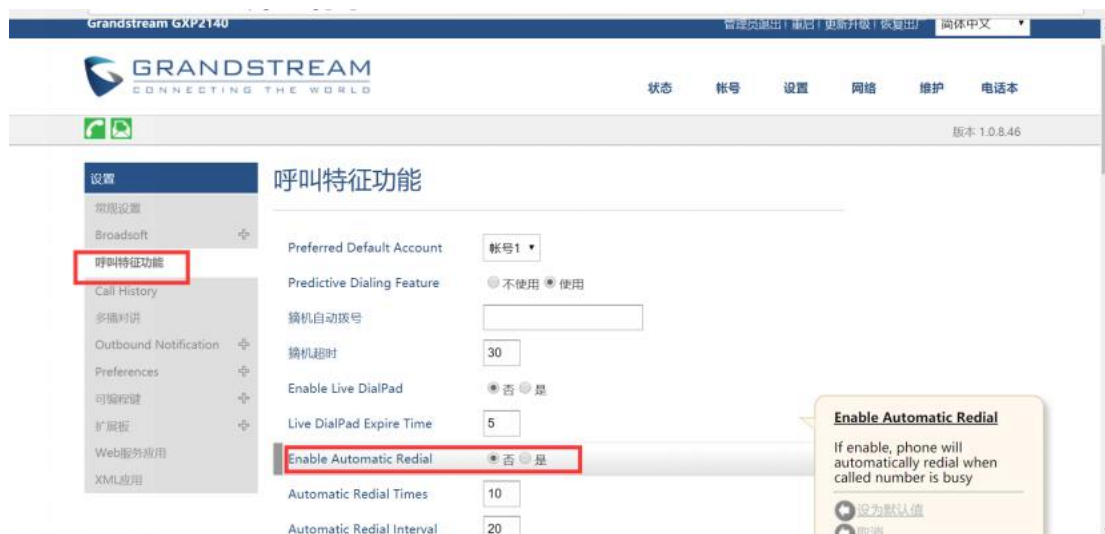 Grandstream GXP2140
管理员退出 | 重启 | 更新升级 | 恢复出厂
简体中文
GRANDSTREAM
CONNECTING THE WORLD
状态 帐号 设置 网络 维护 电话本
版本 1.0.8.46
设置
常规设置
Broadsoft
呼叫特征功能
Call History
多播对讲
Outbound Notification
Preferences
可编程键
扩展板
Web服务应用
XML应用
呼叫特征功能
Preferred Default Account 帐号1
Predictive Dialing Feature 不使用 使用
摘机自动拨号
摘机超时 30
Enable Live DialPad 否 是
Live DialPad Expire Time 5
Enable Automatic Redial 否 是
Automatic Redial Times 10
Automatic Redial Interval 20
Enable Automatic Redial
If enable, phone will
automatically redial when
called number is busy
设为默认值
取消